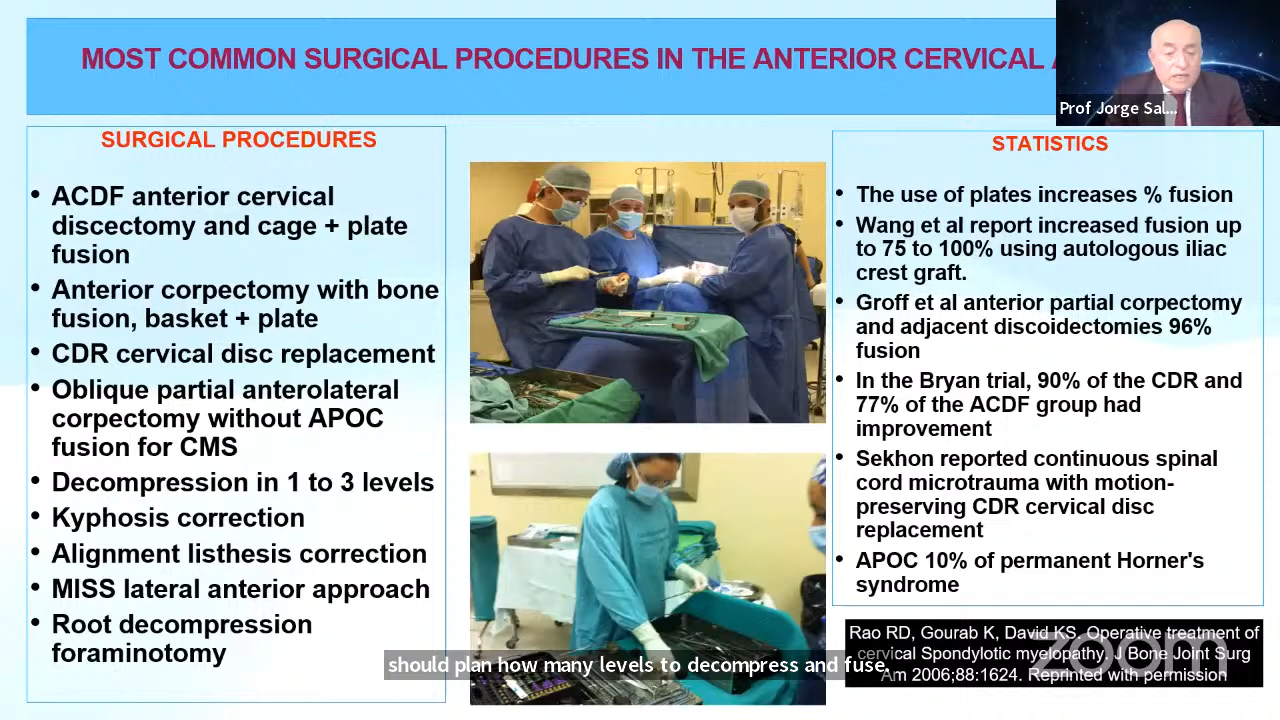 MOST COMMON SURGICAL PROCEDURES IN THE ANTERIOR CERVICAL
Prof Jorge Sal...
SURGICAL PROCEDURES
• ACDF anterior cervical
discectomy and cage + plate
fusion
• Anterior corpectomy with bone
fusion, basket + plate
• CDR cervical disc replacement
• Oblique partial anterolateral
corpectomy without APOC
fusion for CMS
• Decompression in 1 to 3 levels
• Kyphosis correction
• Alignment listhesis correction
• MISS lateral anterior approach
• Root decompression
foraminotomy
STATISTICS
• The use of plates increases % fusion
• Wang et al report increased fusion up
to 75 to 100% using autologous iliac
crest graft.
• Groff et al anterior partial corpectomy
and adjacent discoidectomies 96%
fusion
• In the Bryan trial, 90% of the CDR and
77% of the ACDF group had
improvement
• Sekhon reported continuous spinal
cord microtrauma with motion-
preserving CDR cervical disc
replacement
• APOC 10% of permanent Horner's
syndrome
Rao RD, Gourab K, David KS. Operative treatment of
cervical Spondylotic myelopathy. J Bone Joint Surg
Am 2006;88:1624. Reprinted with permission
zoom
should plan how many levels to decompress and fuse.